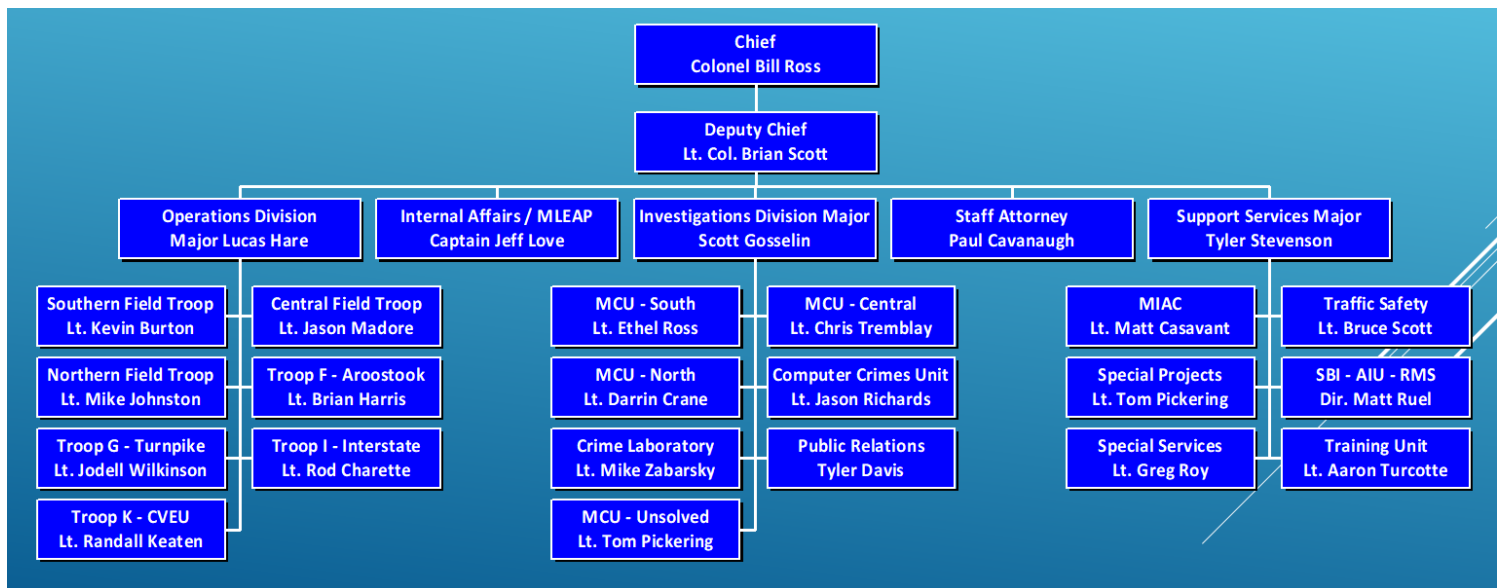 Chief
Colonel Bill Ross
Deputy Chief
Lt. Col. Brian Scott
Operations Division
Major Lucas Hare
Internal Affairs / MLEAP
Captain Jeff Love
Investigations Division Major
Scott Gosselin
Staff Attorney
Paul Cavanaugh
Support Services Major
Tyler Stevenson
Southern Field Troop
Lt. Kevin Burton
Central Field Troop
Lt. Jason Madore
Northern Field Troop
Lt. Mike Johnston
Troop F - Aroostook
Lt. Brian Harris
Troop G - Turnpike
Lt. Jodell Wilkinson
Troop I - Interstate
Lt. Rod Charette
Troop K - CVEU
Lt. Randall Keaten
MCU - South
Lt. Ethel Ross
MCU - Central
Lt. Chris Tremblay
MCU - North
Lt. Darrin Crane
Computer Crimes Unit
Lt. Jason Richards
Crime Laboratory
Lt. Mike Zabarsky
Public Relations
Tyler Davis
MCU - Unsolved
Lt. Tom Pickering
MIAC
Lt. Matt Casavant
Traffic Safety
Lt. Bruce Scott
Special Projects
Lt. Tom Pickering
SBI - AIU - RMS
Dir. Matt Ruel
Special Services
Lt. Greg Roy
Training Unit
Lt. Aaron Turcotte